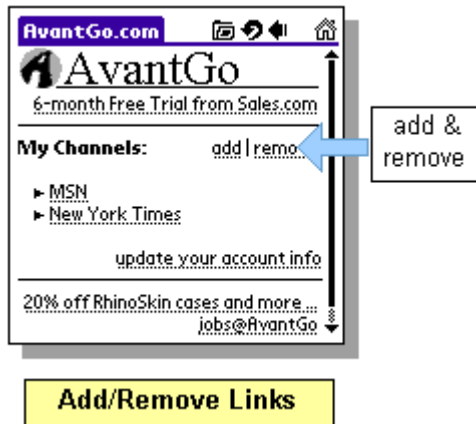 AvantGo.com
AvantGo
6-month Free Trial from Sales.com
My Channels: add | remo
MSN
New York Times
update your account info
20% off RhinoSkin cases and more ...
jobs@AvantGo
add &
remove
Add/Remove Links